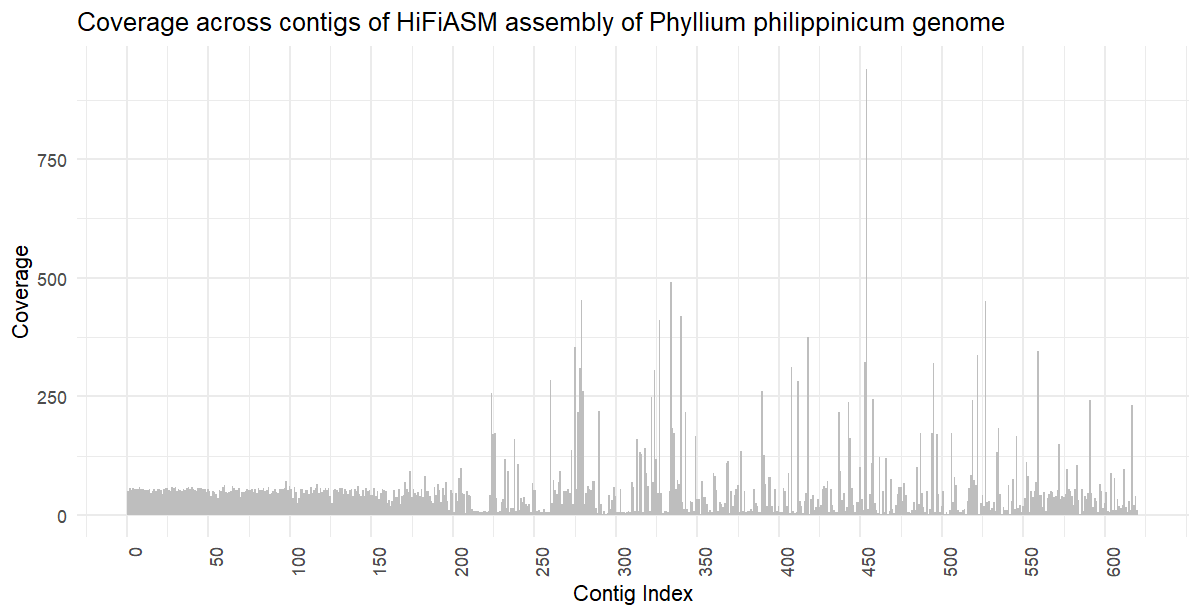 Coverage across contigs of HiFiASM assembly of Phyllium philippinicum genome
Coverage
750
500
250
0
0 50 100 150 200 250 300 350 400 450 500 550 600
Contig Index